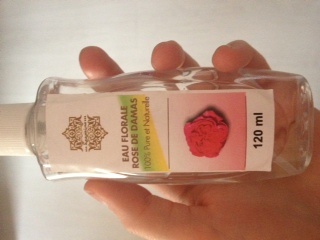 EAU FLORALE
ROSE DE DAMAS
100% Pure et Naturelle
120 ml